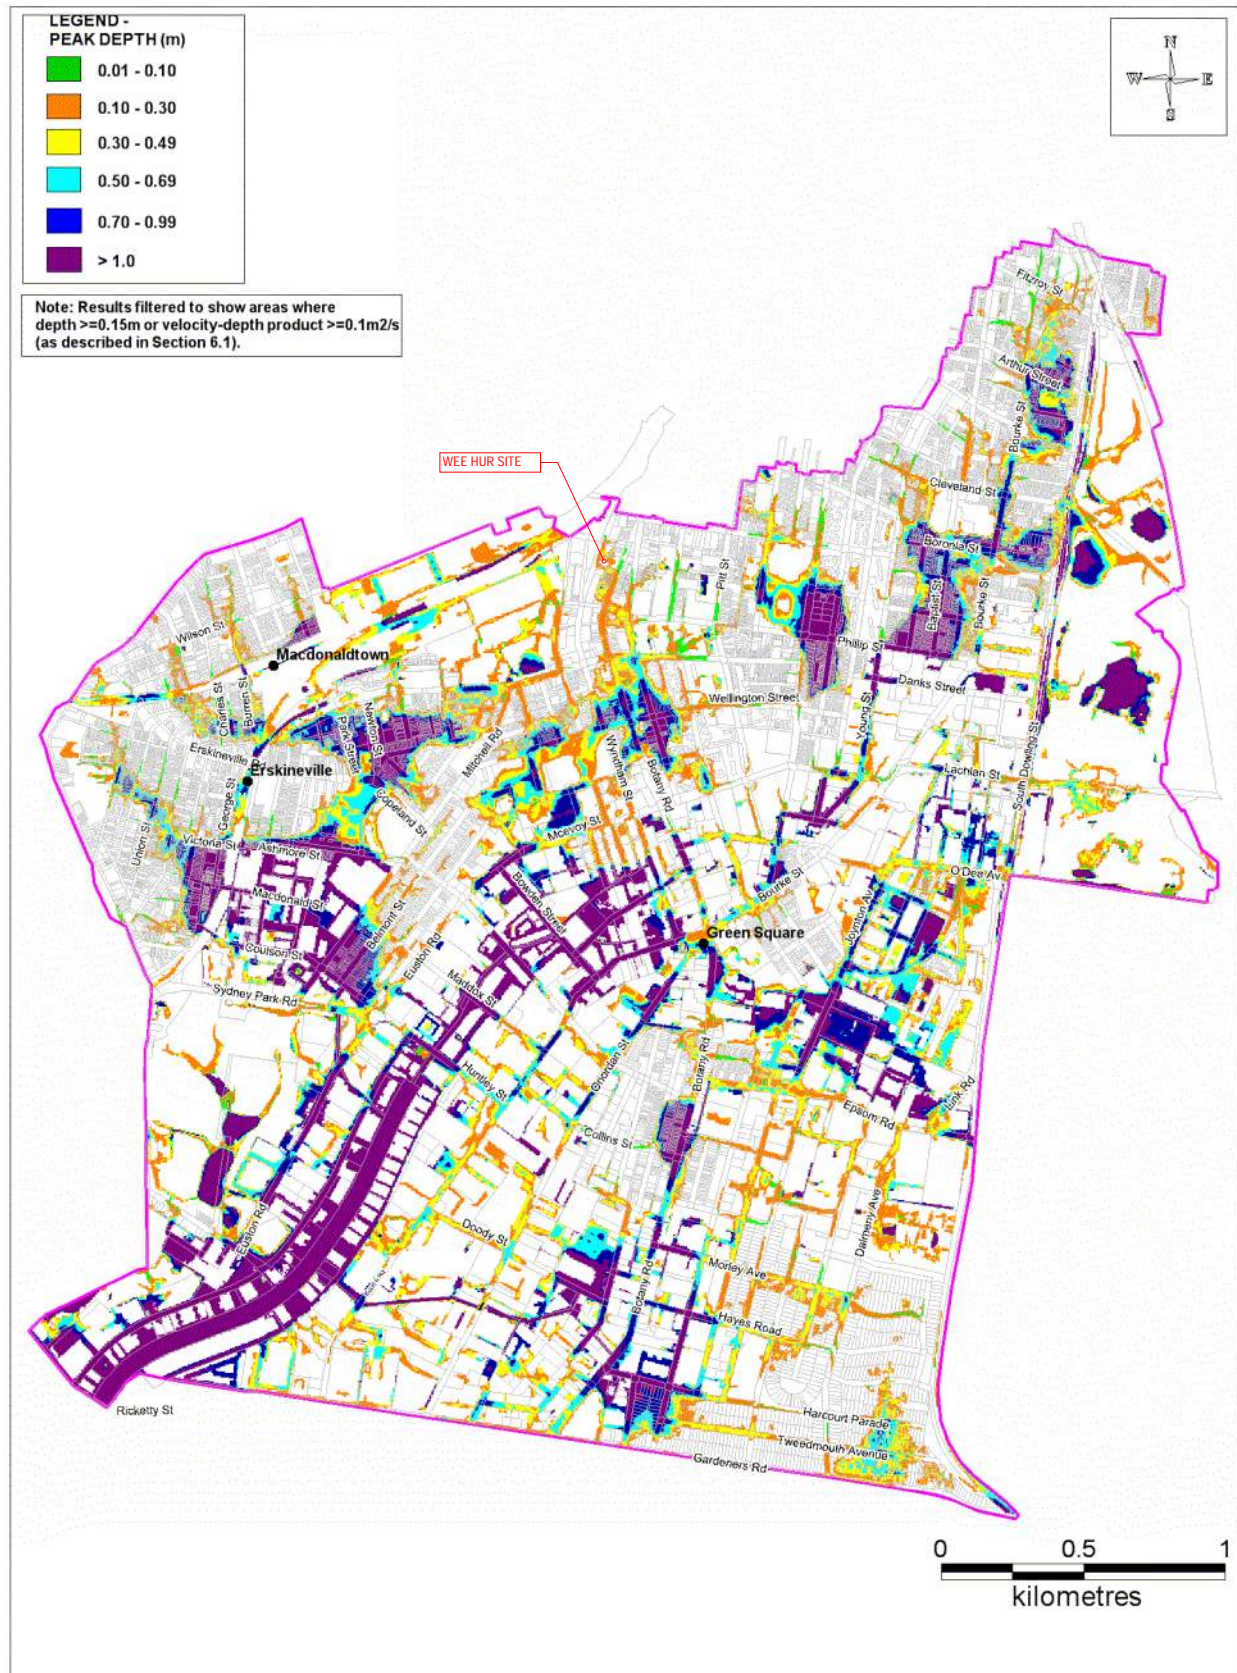 LEGEND -
PEAK DEPTH (m)
0.01 - 0.10
0.10 - 0.30
0.30 - 0.49
0.50 - 0.69
0.70 - 0.99
> 1.0
Note: Results filtered to show areas where
depth >=0.15m or velocity-depth product >=0.1m2/s
(as described in Section 6.1).
N
W E
S
WEE HUR SITE
Fitzroy St
Arthur Street
Bourke St
Cleveland St
Boronia St
Pitt St
Baptist St
Bourke St
Wilson St
Macdonaldtown
Phillip St
Danks Street
Wellington Street
Charles St
Burren St
Newton St
Park Street
Mitchell Rd
Young St
South Dowling St
Erskineville Rd
Erskineville
Wyndham St
Botany Rd
Lachlan St
George St
Copeland St
Mcevoy St
Union St
Victoria St
Ashmore St
O'Dea Av
Bowden Street
Bourke St
Macdonald St
Belmont St
Joynton Av
Green Square
Coulson St
Euston Rd
Maddox St
Sydney Park Rd
Oriordan St
Botany Rd
Huntley St
Link Rd
Epsom Rd
Collins St
Euston Rd
Doody St
Dalmeny Ave
Morley Ave
Botany Rd
Hayes Road
Ricketty St
Harcourt Parade
Tweedmouth Avenue
Gardeners Rd
0 0.5 1
kilometres